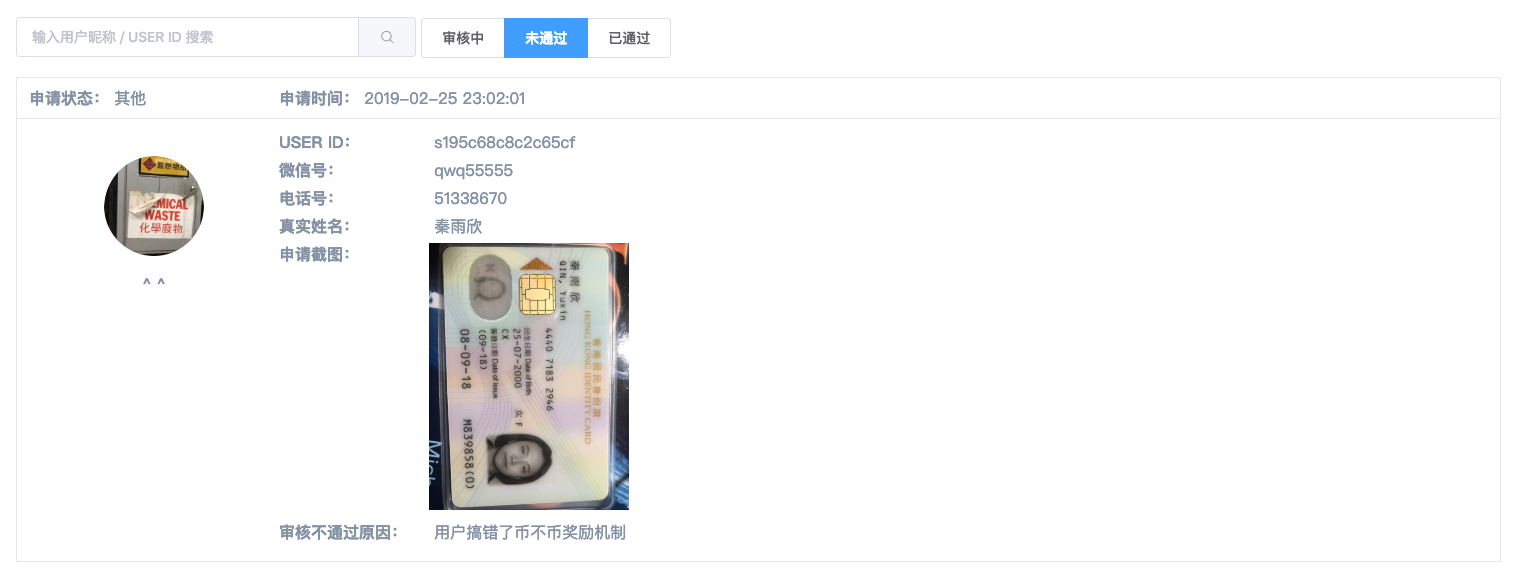 输入用户昵称 / USER ID 搜索
审核中
未通过
已通过
申请状态： 其他
申请时间： 2019-02-25 23:02:01
易燃物品
CHEMICAL
WASTE
化學廢物
^ ^
USER ID： s195c68c8c2c65cf
微信号： qwq55555
电话号： 51338670
真实姓名： 秦雨欣
申请截图：
香港居民身份證
HONG KONG IDENTITY CARD
秦雨欣
QIN, Yuxin
4440 7183 2946
出生日期 Date of Birth
25-07-2000 女 F
CX
簽發日期 Date of Issue
(09-18)
08-09-18 M839858(0)
审核不通过原因： 用户搞错了币不币奖励机制